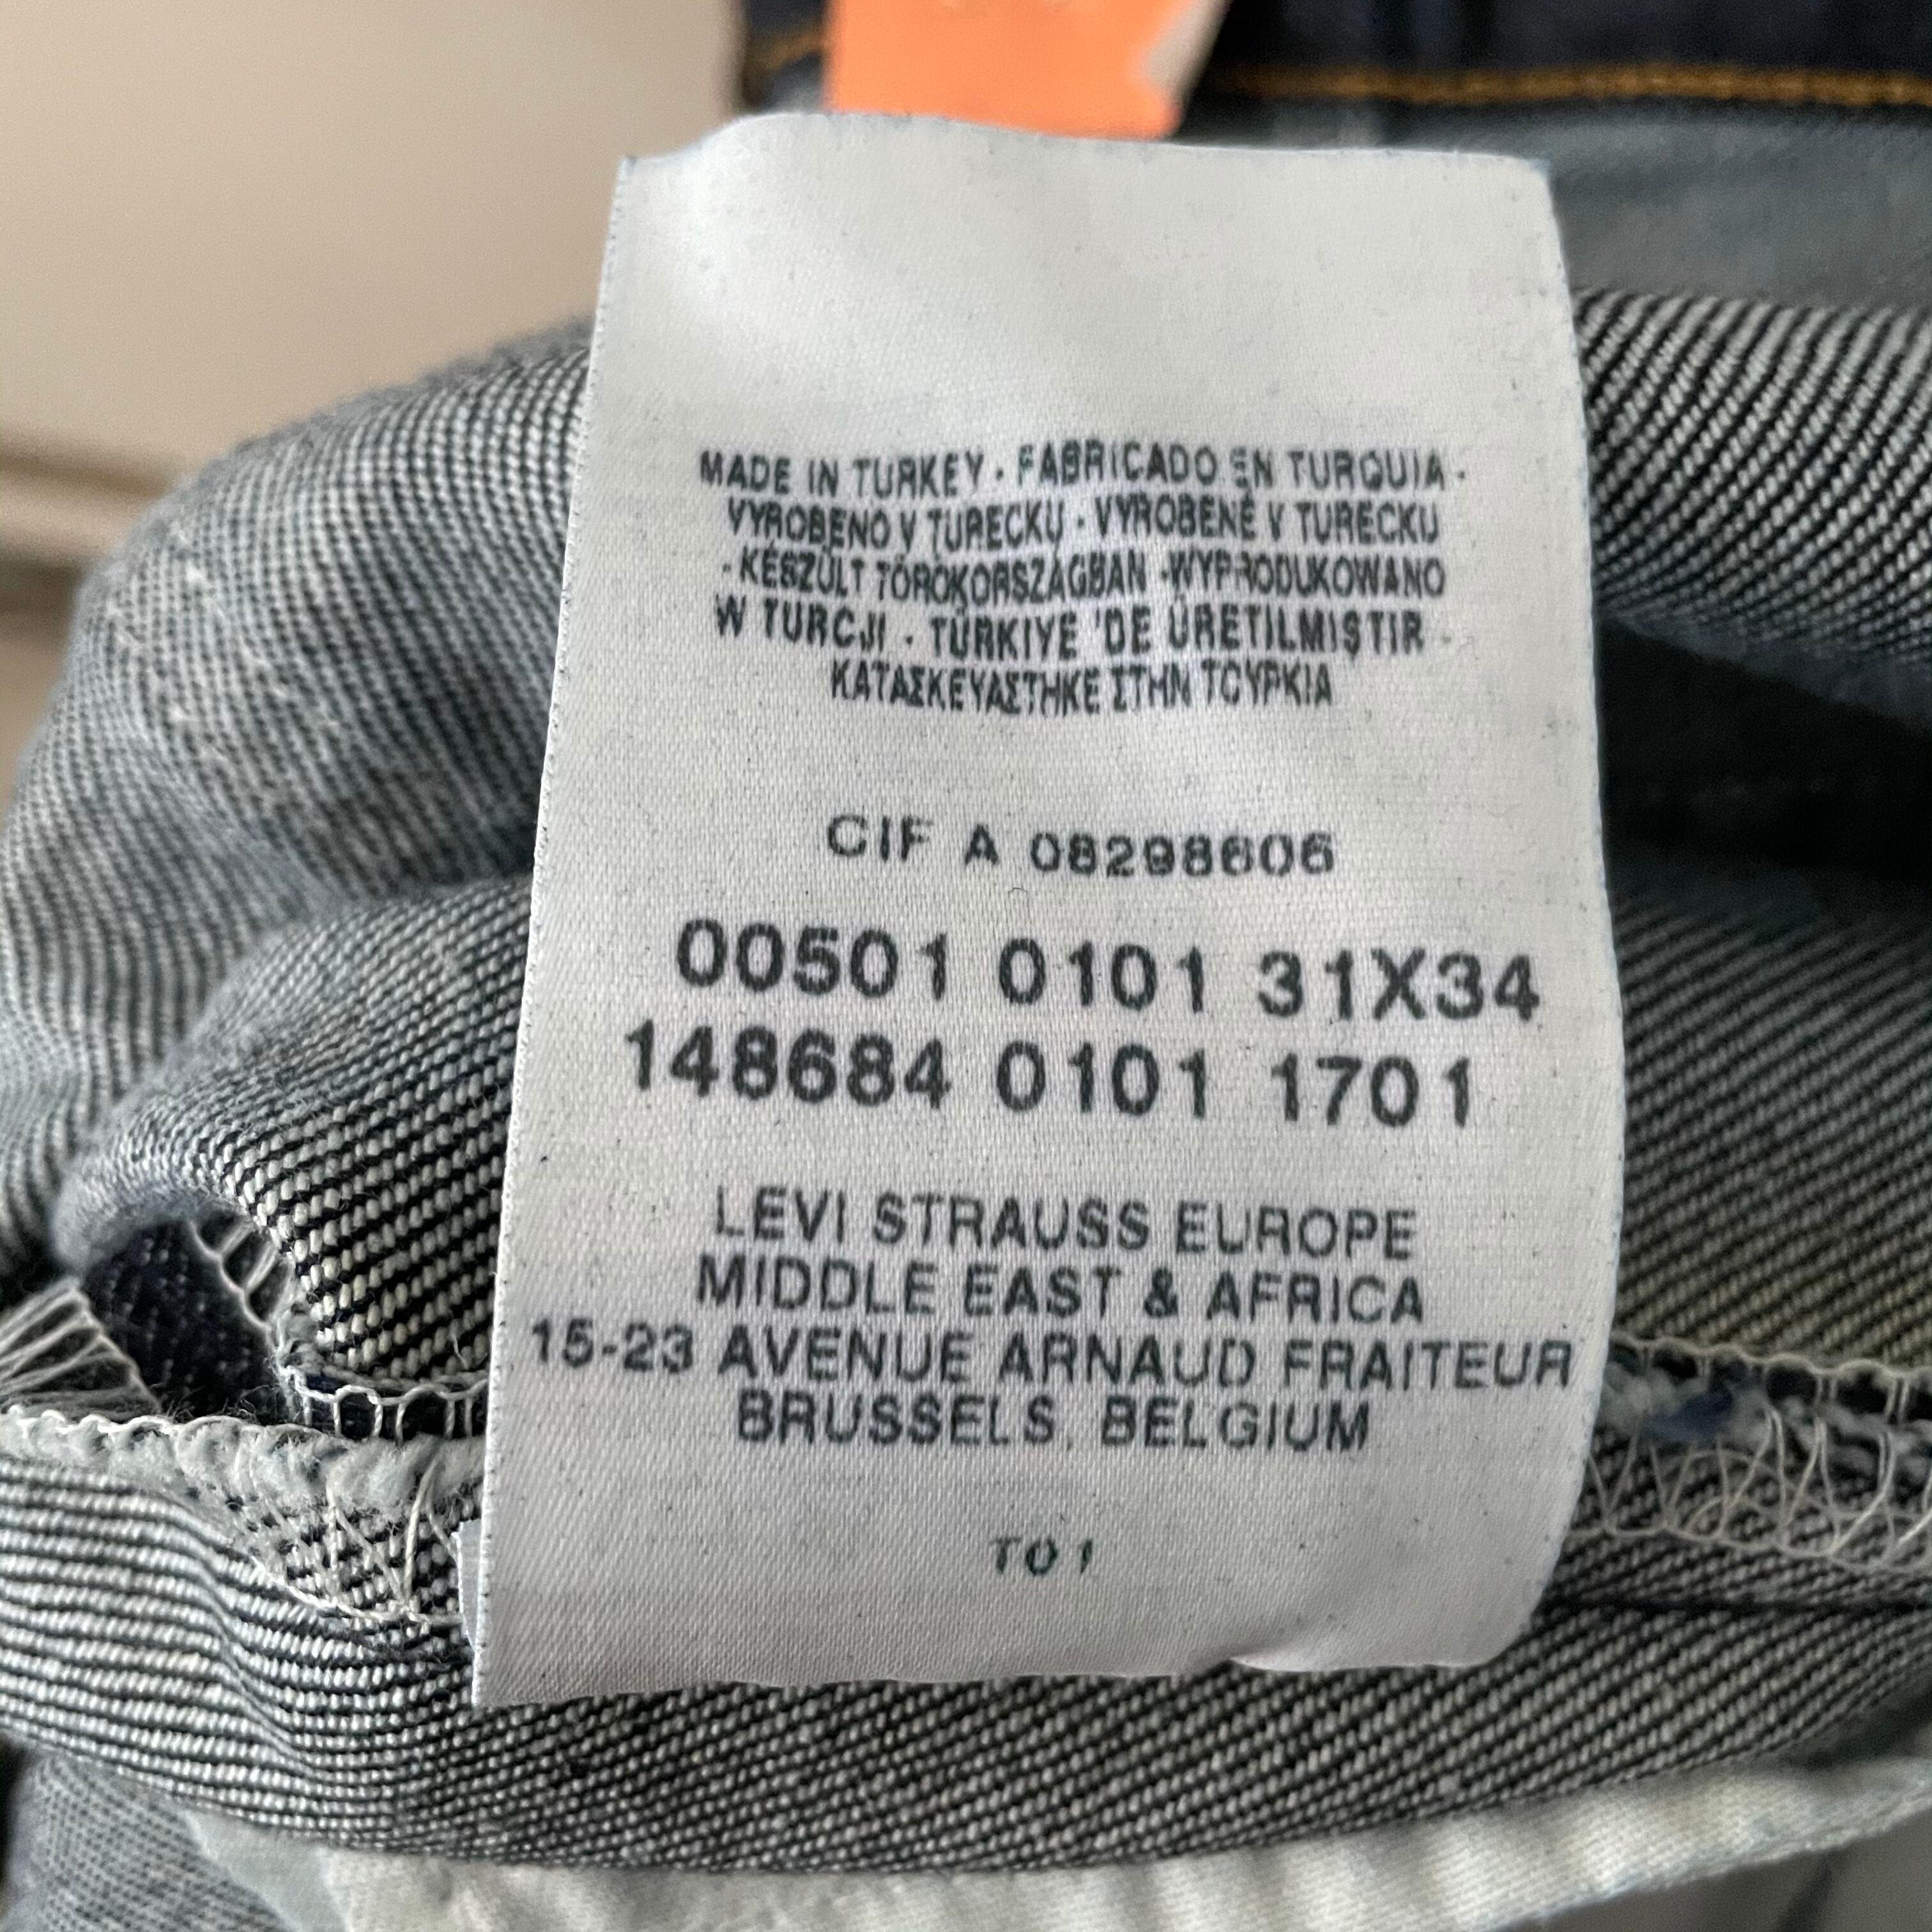 MADE IN TURKEY · FABRICADO EN TURQUIA ·
VYROBENO V TURECKU · VYROBENÉ V TURECKU
· KÉSZÜLT TÖRÖKORSZÁGBAN · WYPRODUKOWANO
W TURCJI · TÜRKIYE 'DE ÜRETILMIŞTIR ·
ΚΑΤΑΣΚΕΥΑΣΤΗΚΕ ΣΤΗΝ ΤΟΥΡΚΙΑ
CIF A 08298606
00501 0101 31X34
148684 0101 1701
LEVI STRAUSS EUROPE
MIDDLE EAST & AFRICA
15-23 AVENUE ARNAUD FRAITEUR
BRUSSELS, BELGIUM
T01